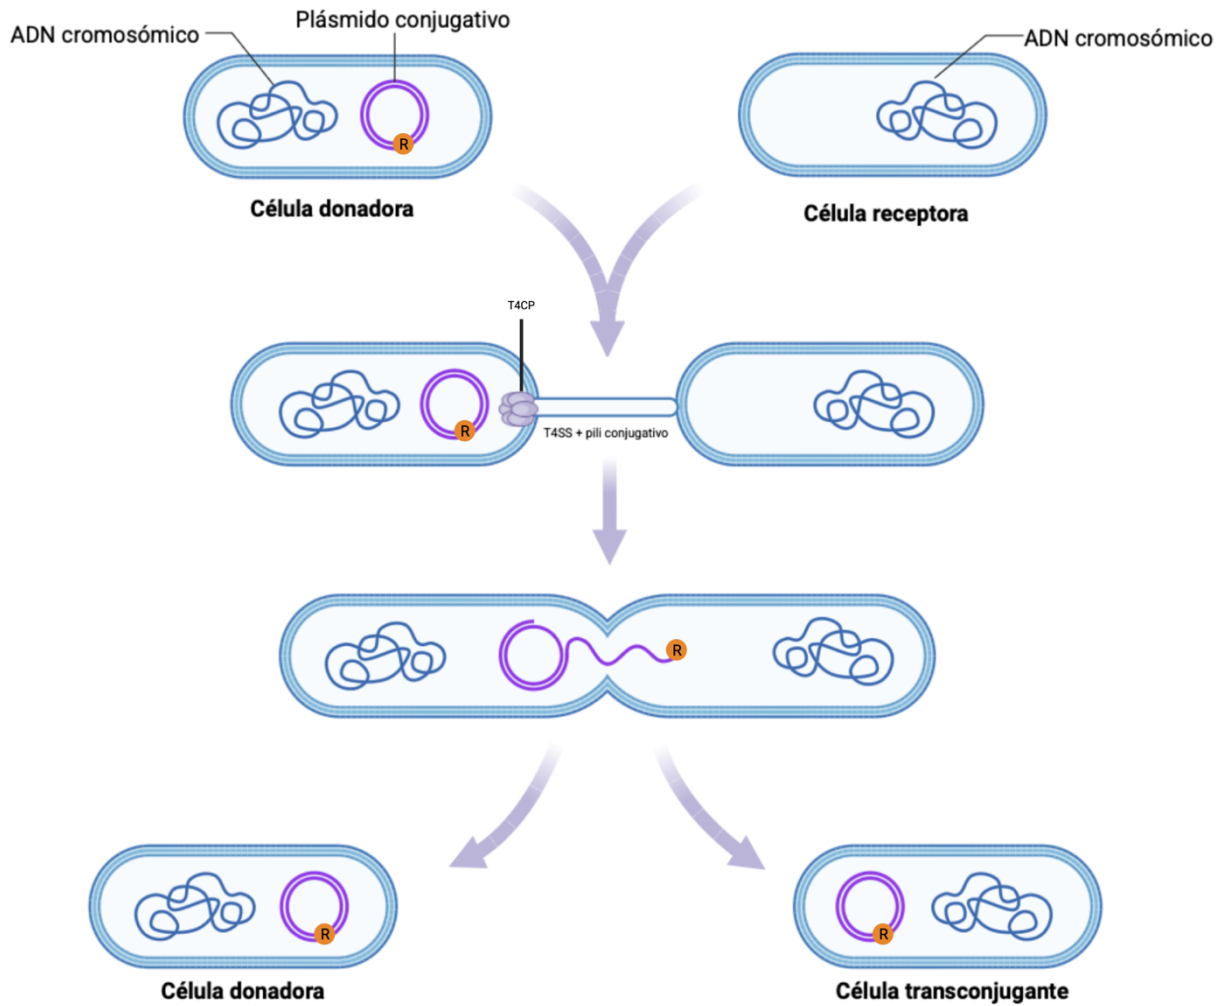 Plásmido conjugativo
ADN cromosómico
ADN cromosómico
R
Célula donadora
Célula receptora
T4CP
R
T4SS + pili conjugativo
R
R
R
Célula donadora
Célula transconjugante